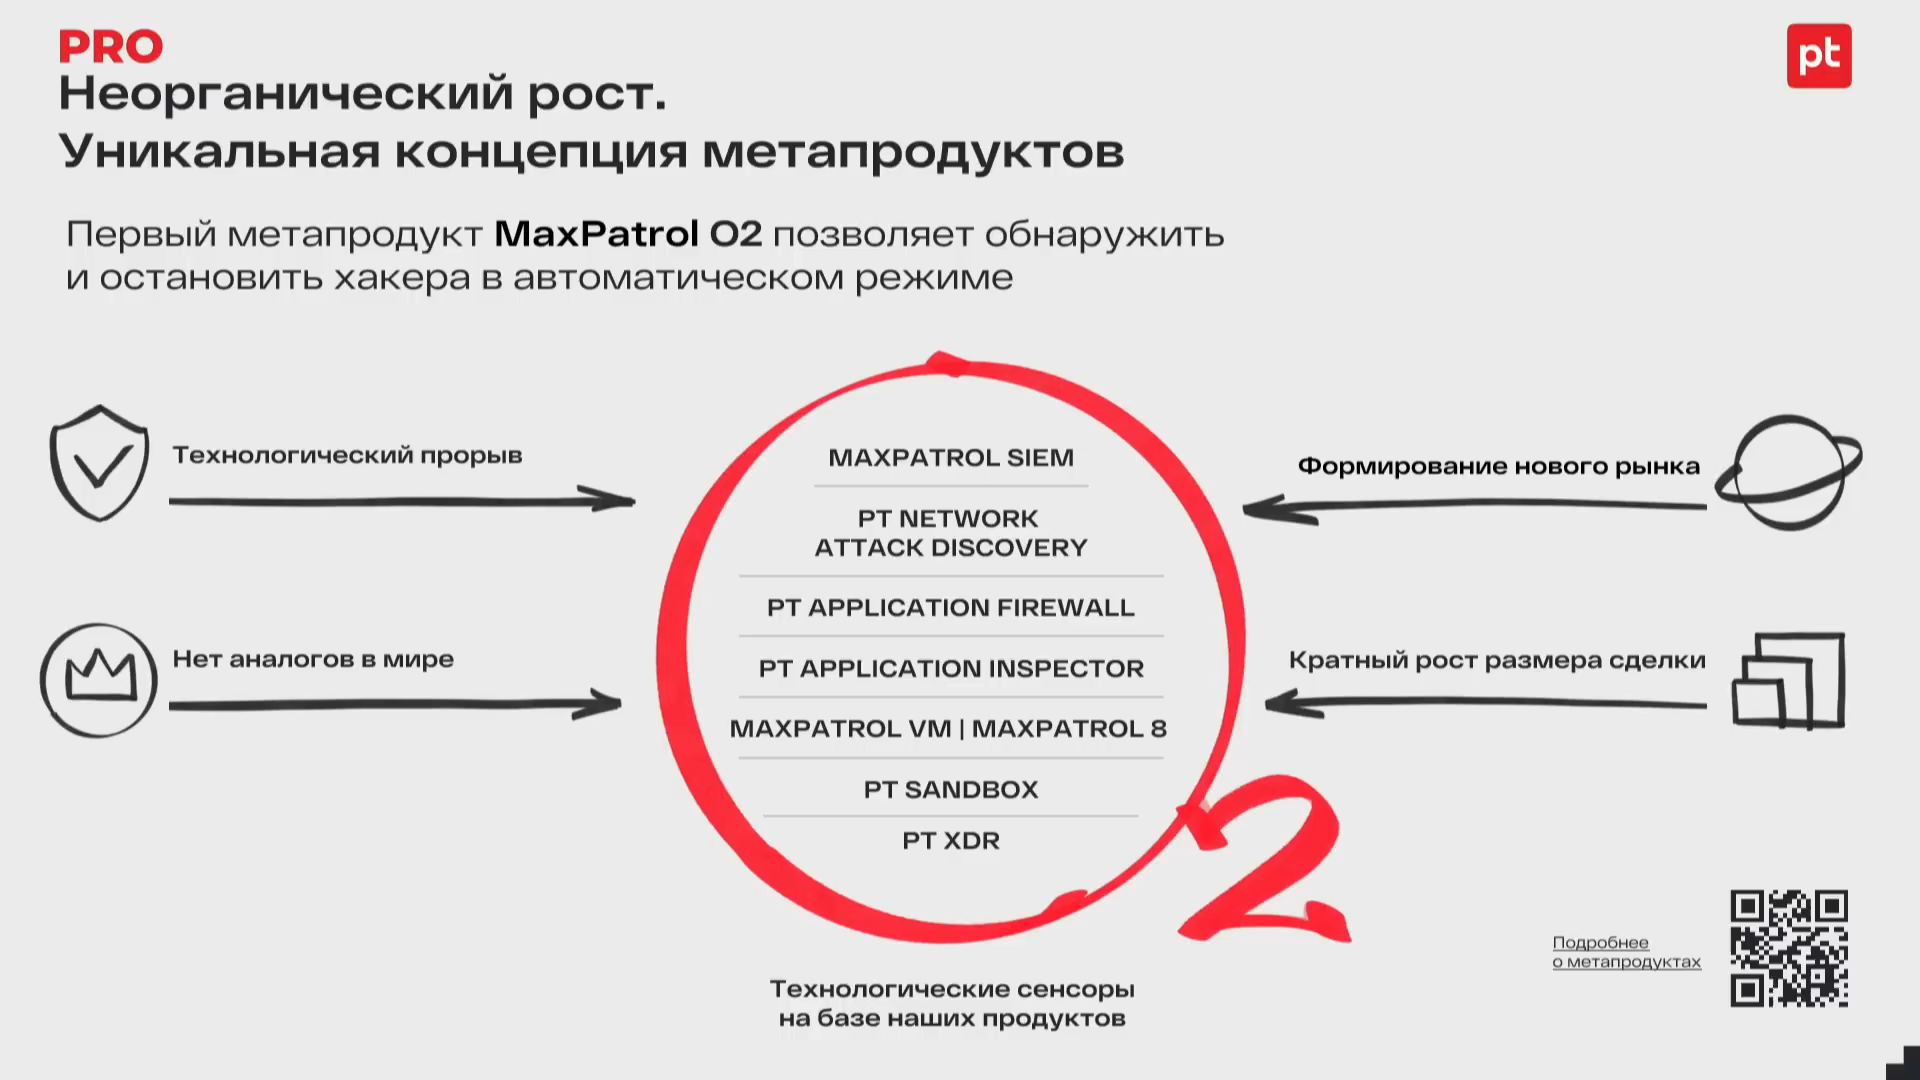 PRO
Неорганический рост.
Уникальная концепция метапродуктов
pt
Первый метапродукт MaxPatrol O2 позволяет обнаружить
и остановить хакера в автоматическом режиме
Технологический прорыв
Нет аналогов в мире
MAXPATROL SIEM
PT NETWORK
ATTACK DISCOVERY
PT APPLICATION FIREWALL
PT APPLICATION INSPECTOR
MAXPATROL VM | MAXPATROL 8
PT SANDBOX
PT XDR
2
Формирование нового рынка
Кратный рост размера сделки
Технологические сенсоры
на базе наших продуктов
Подробнее
о метапродуктах